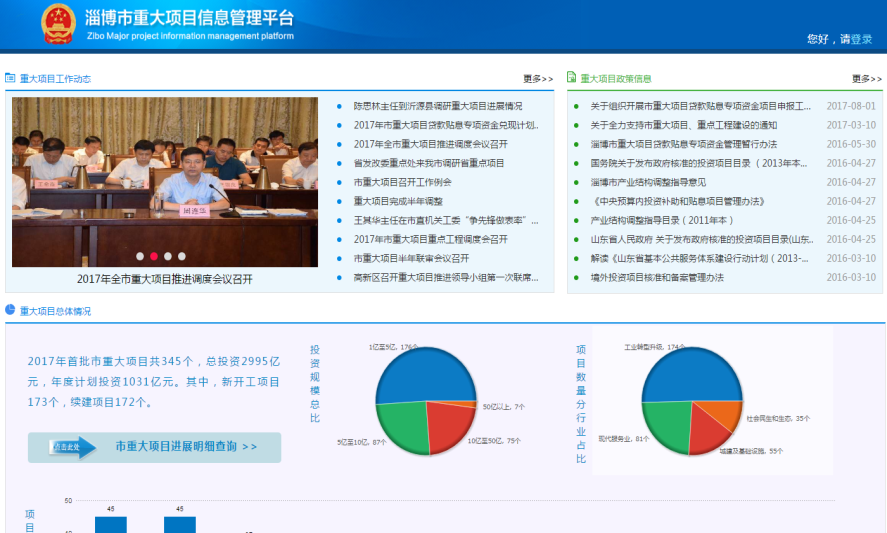 淄博市重大项目信息管理平台
Zibo Major project information management platform
您好，请登录
重大项目工作动态
更多>>
陈思林主任到沂源县调研重大项目进展情况
2017年市重大项目贷款贴息专项资金兑现计划..
2017年全市重大项目推进调度会议召开
省发改委重点处来我市调研省重点项目
市重大项目召开工作例会
重大项目完成半年调整
王其华主任在市直机关工委“争先锋做表率”...
2017年市重大项目重点工程调度会召开
市重大项目半年联审会议召开
高新区召开重大项目推进领导小组第一次联席...
2017年全市重大项目推进调度会议召开
重大项目政策信息
更多>>
关于组织开展市重大项目贷款贴息专项资金项目申报工... 2017-08-01
关于全力支持市重大项目、重点工程建设的通知 2017-03-10
淄博市重大项目贷款贴息专项资金管理暂行办法 2016-05-30
国务院关于发布政府核准的投资项目目录（2013年本... 2016-04-27
淄博市产业结构调整指导意见 2016-04-27
《中央预算内投资补助和贴息项目管理办法》 2016-04-27
产业结构调整指导目录（2011年本） 2016-04-25
山东省人民政府 关于发布政府核准的投资项目目录(山东.. 2016-04-25
解读《山东省基本公共服务体系建设行动计划（2013-... 2016-03-10
境外投资项目核准和备案管理办法 2016-03-10
重大项目总体情况
2017年首批市重大项目共345个，总投资2995亿
元，年度计划投资1031亿元。其中，新开工项目
173个，续建项目172个。
点击此处
市重大项目进展明细查询 >>
投资规模总比
1亿至5亿, 176个
50亿以上, 7个
10亿至50亿, 75个
5亿至10亿, 87个
项目数量分行业占比
工业转型升级, 174个
社会民生和生态, 35个
城建及基础设施, 55个
现代服务业, 81个
项目
50
45
45